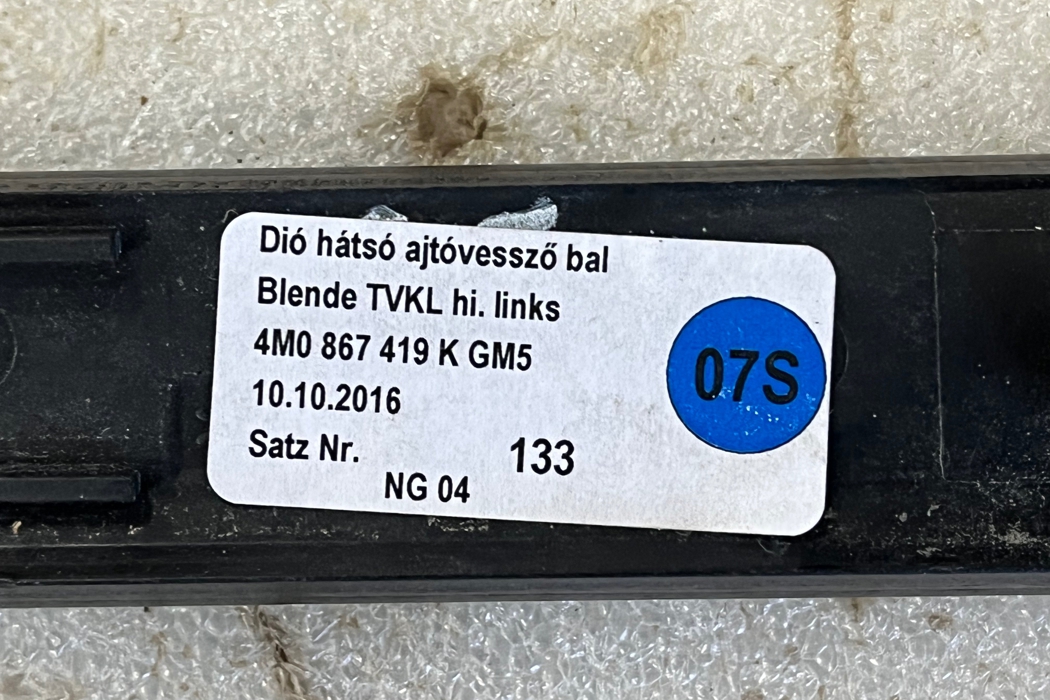 Dió hátsó ajtóvessző bal
Blende TVKL hi. links
4M0 867 419 K GM5
10.10.2016
Satz Nr. 133
NG 04
07S